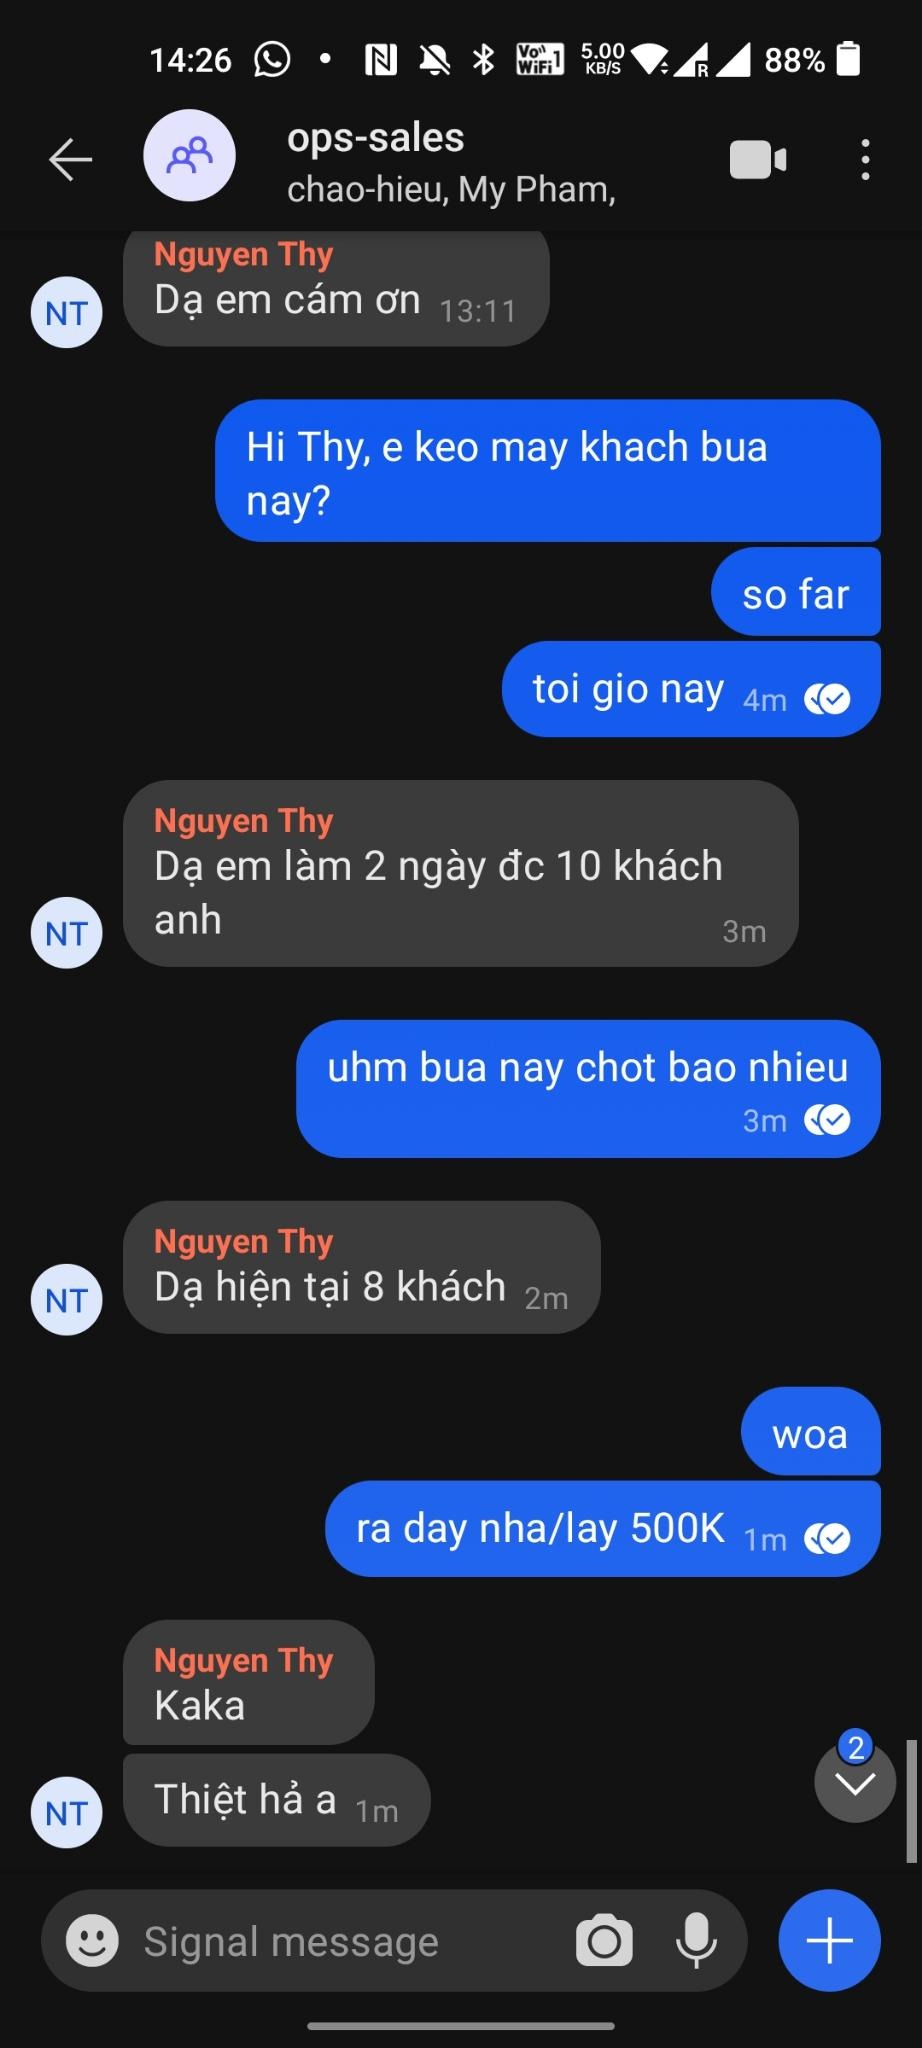 14:26 VoWiFi 1 5.00 KB/S R 88%
ops-sales
chao-hieu, My Pham,
Nguyen Thy
Dạ em cám ơn 13:11
NT
Hi Thy, e keo may khach bua
nay?
so far
toi gio nay 4m
Nguyen Thy
Dạ em làm 2 ngày đc 10 khách
anh 3m
NT
uhm bua nay chot bao nhieu
3m
Nguyen Thy
Dạ hiện tại 8 khách 2m
NT
woa
ra day nha/lay 500K 1m
Nguyen Thy
Kaka
2
Thiệt hả a 1m
NT
Signal message